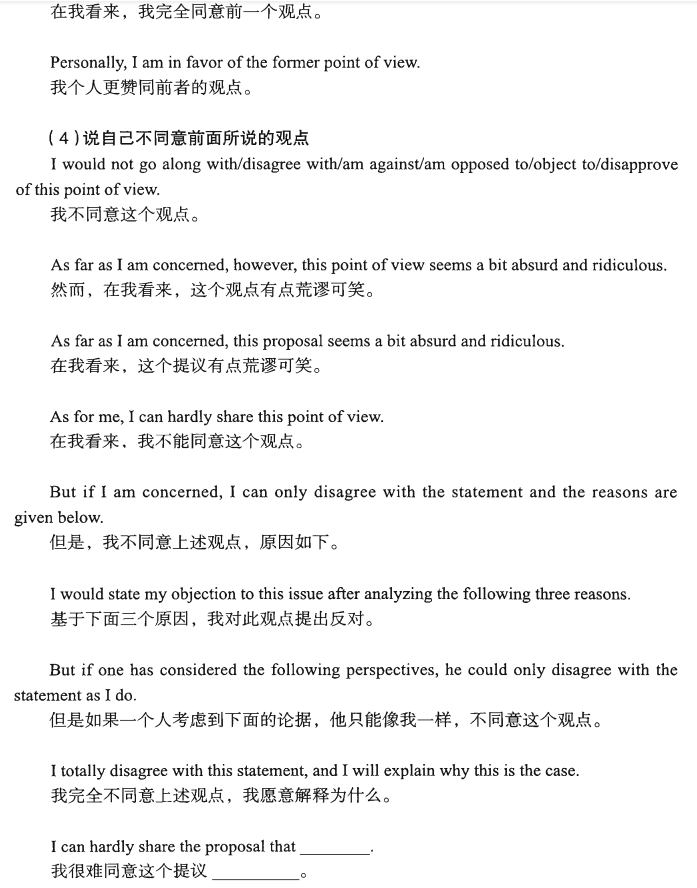 在我看来，我完全同意前一个观点。
Personally, I am in favor of the former point of view.
我个人更赞同前者的观点。
(4)说自己不同意前面所说的观点
I would not go along with/disagree with/am against/am opposed to/object to/disapprove
of this point of view.
我不同意这个观点。
As far as I am concerned, however, this point of view seems a bit absurd and ridiculous.
然而，在我看来，这个观点有点荒谬可笑。
As far as I am concerned, this proposal seems a bit absurd and ridiculous.
在我看来，这个提议有点荒谬可笑。
As for me, I can hardly share this point of view.
在我看来，我不能同意这个观点。
But if I am concerned, I can only disagree with the statement and the reasons are
given below.
但是，我不同意上述观点，原因如下。
I would state my objection to this issue after analyzing the following three reasons.
基于下面三个原因，我对此观点提出反对。
But if one has considered the following perspectives, he could only disagree with the
statement as I do.
但是如果一个人考虑到下面的论据，他只能像我一样，不同意这个观点。
I totally disagree with this statement, and I will explain why this is the case.
我完全不同意上述观点，我愿意解释为什么。
I can hardly share the proposal that ________.
我很难同意这个提议 __________。